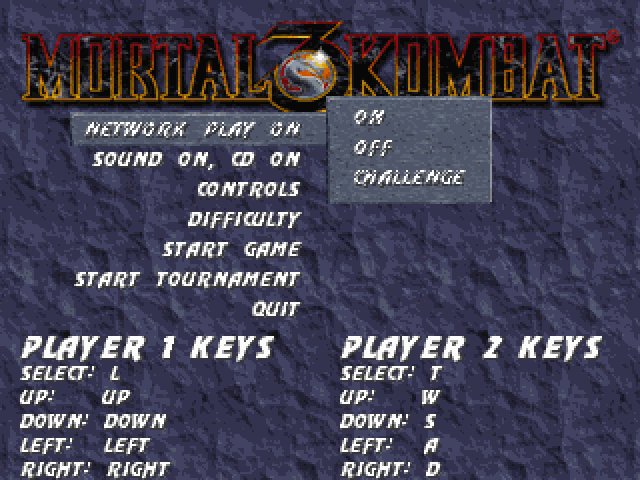 MORTAL 3 KOMBAT®
NETWORK PLAY ON
ON
OFF
CHALLENGE
SOUND ON, CD ON
CONTROLS
DIFFICULTY
START GAME
START TOURNAMENT
QUIT
PLAYER 1 KEYS
SELECT: L
UP: UP
DOWN: DOWN
LEFT: LEFT
RIGHT: RIGHT
PLAYER 2 KEYS
SELECT: T
UP: W
DOWN: S
LEFT: A
RIGHT: D